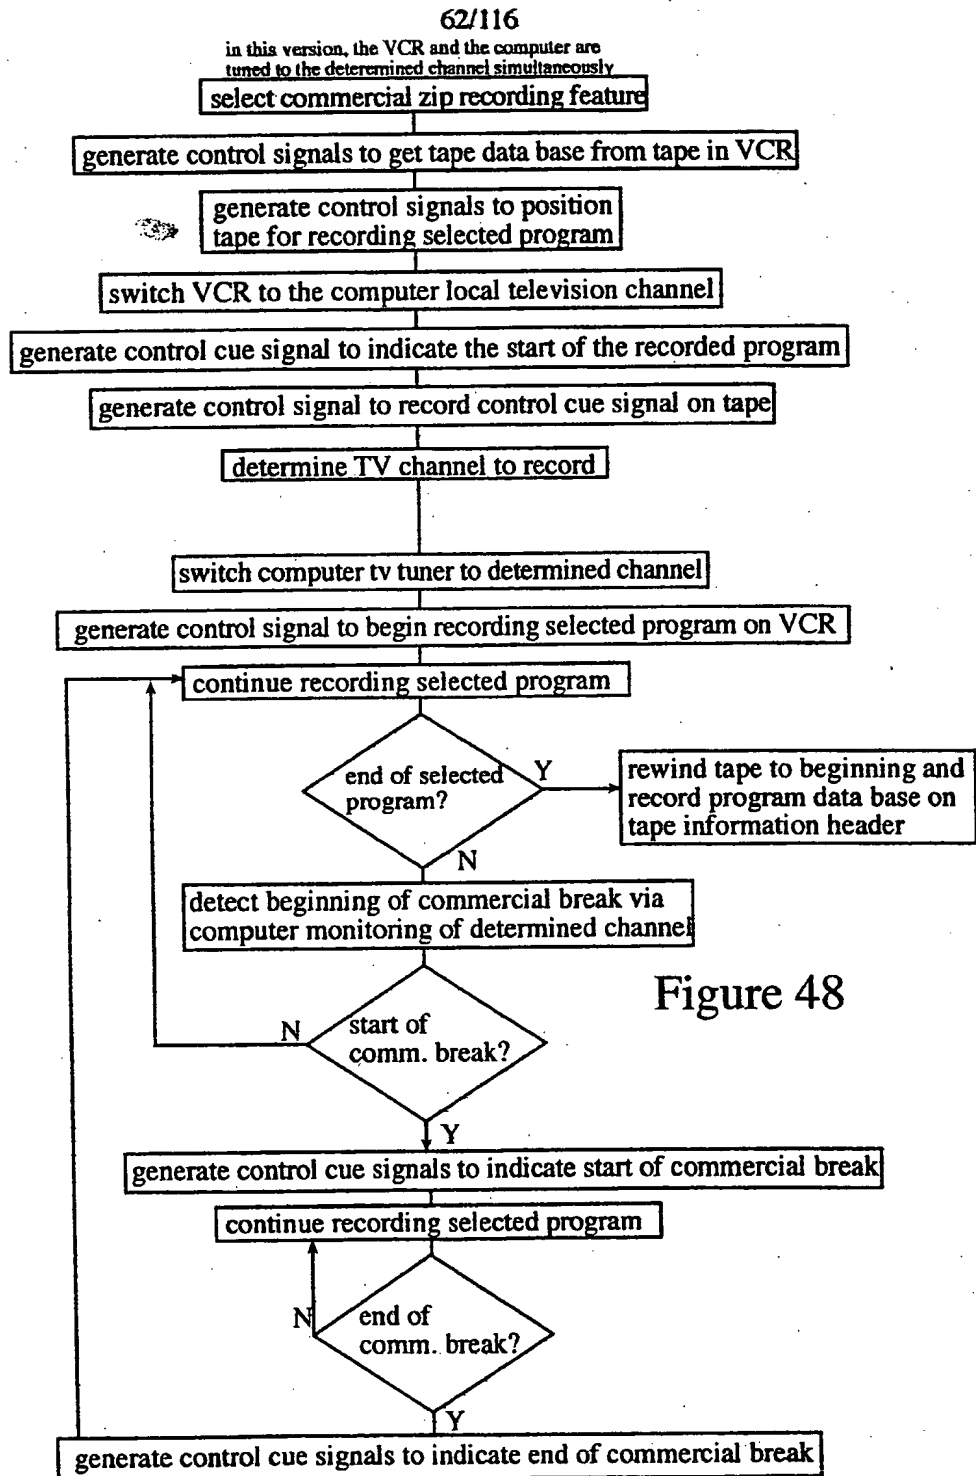 62/116
in this version, the VCR and the computer are
tuned to the deteremined channel simultaneously
select commercial zip recording feature
generate control signals to get tape data base from tape in VCR
generate control signals to position
tape for recording selected program
switch VCR to the computer local television channel
generate control cue signal to indicate the start of the recorded program
generate control signal to record control cue signal on tape
determine TV channel to record
switch computer tv tuner to determined channel
generate control signal to begin recording selected program on VCR
continue recording selected program
end of selected
program?
Y
rewind tape to beginning and
record program data base on
tape information header
N
detect beginning of commercial break via
computer monitoring of determined channel
Figure 48
N
start of
comm. break?
Y
generate control cue signals to indicate start of commercial break
continue recording selected program
N
end of
comm. break?
Y
generate control cue signals to indicate end of commercial break